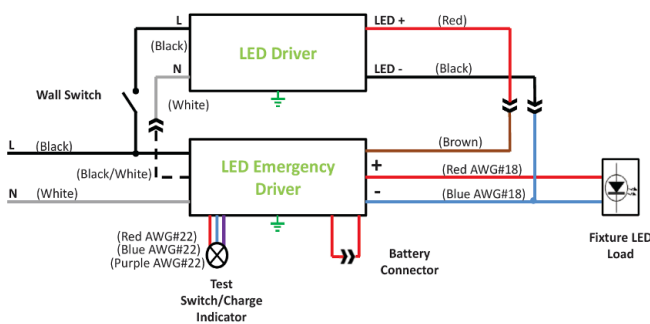 L
LED +
(Red)
(Black)
LED Driver
N
LED -
(Black)
Wall Switch
(White)
L
(Black)
(Brown)
(Black/White)
LED Emergency
Driver
+
(Red AWG#18)
N
(White)
-
(Blue AWG#18)
(Red AWG#22)
(Blue AWG#22)
(Purple AWG#22)
Test
Switch/Charge
Indicator
Battery
Connector
Fixture LED
Load